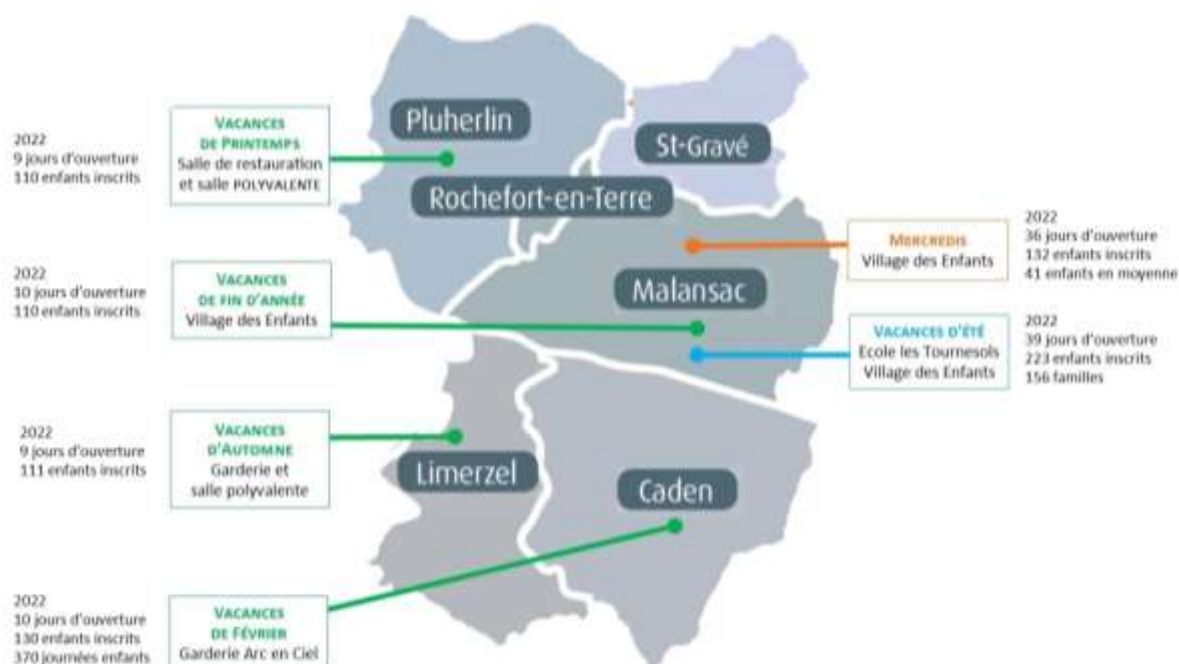 Pluherlin
St-Gravé
Rochefort-en-Terre
Malansac
Limerzel
Caden
2022
9 jours d'ouverture
110 enfants inscrits
VACANCES
DE PRINTEMPS
Salle de restauration
et salle POLYVALENTE
2022
10 jours d'ouverture
110 enfants inscrits
VACANCES
DE FIN D'ANNÉE
Village des Enfants
2022
9 jours d'ouverture
111 enfants inscrits
VACANCES
D'AUTOMNE
Garderie et
salle polyvalente
2022
10 jours d'ouverture
130 enfants inscrits
370 journées enfants
VACANCES
DE FÉVRIER
Garderie Arc en Ciel
MERCREDIS
Village des Enfants
2022
36 jours d'ouverture
132 enfants inscrits
41 enfants en moyenne
VACANCES D'ÉTÉ
Ecole les Tournesols
Village des Enfants
2022
39 jours d'ouverture
223 enfants inscrits
156 familles